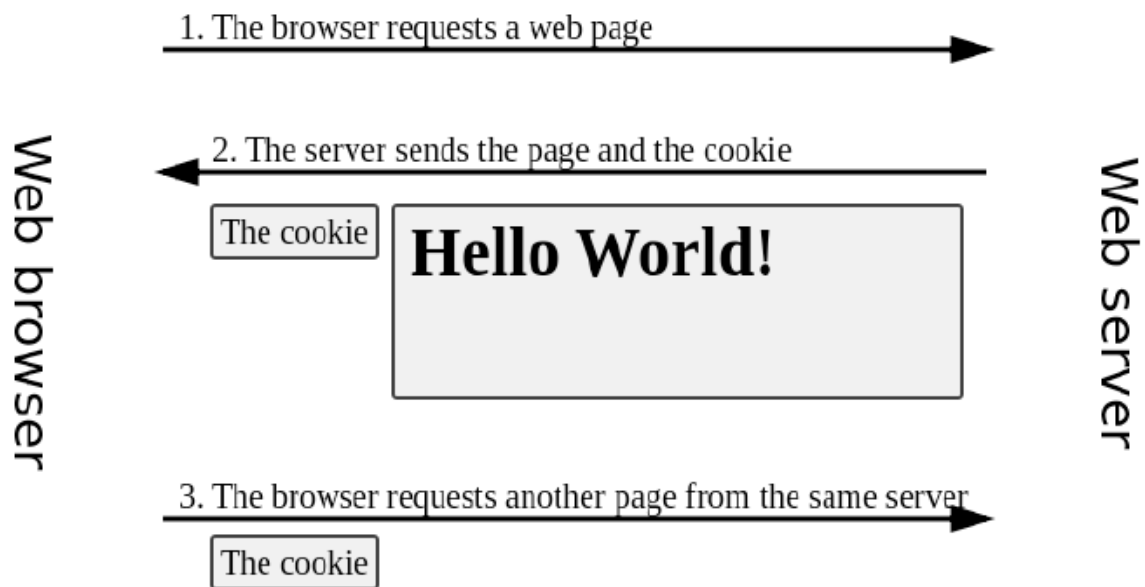 1. The browser requests a web page
2. The server sends the page and the cookie
Web browser
The cookie
Hello World!
Web server
3. The browser requests another page from the same server
The cookie